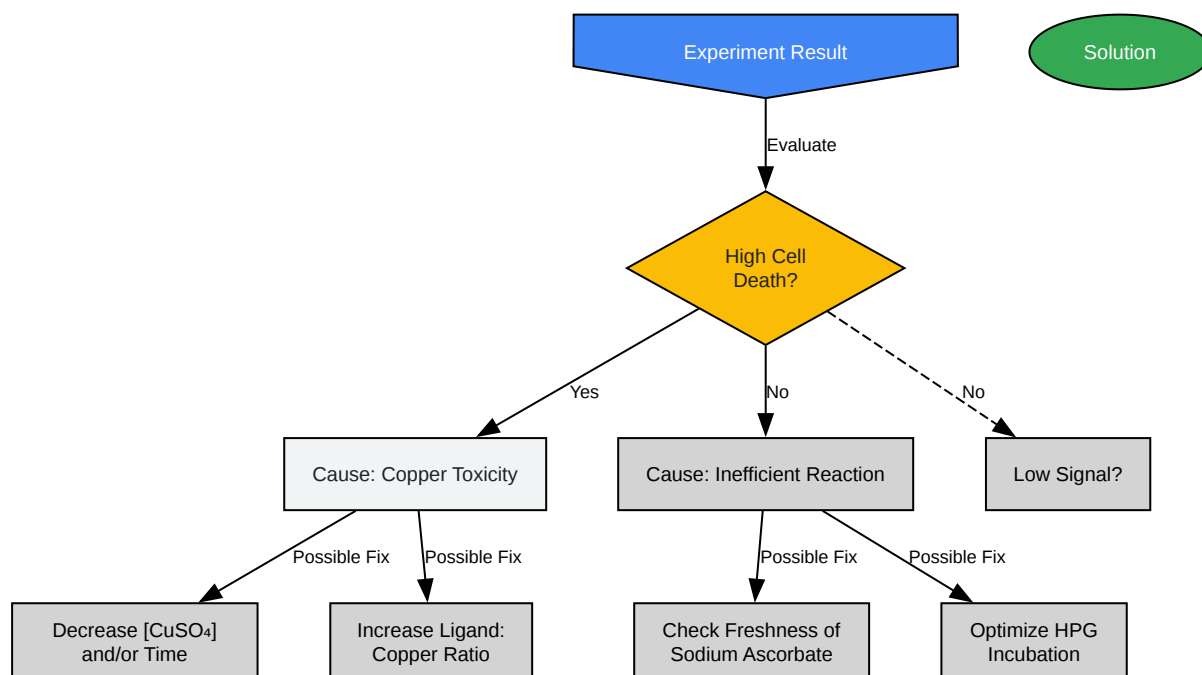 Experiment Result
Solution
Evaluate
High Cell
Death?
Yes
No
No
Cause: Copper Toxicity
Cause: Inefficient Reaction
Low Signal?
Possible Fix
Possible Fix
Possible Fix
Possible Fix
Decrease [CuSO₄]
and/or Time
Increase Ligand:
Copper Ratio
Check Freshness of
Sodium Ascorbate
Optimize HPG
Incubation